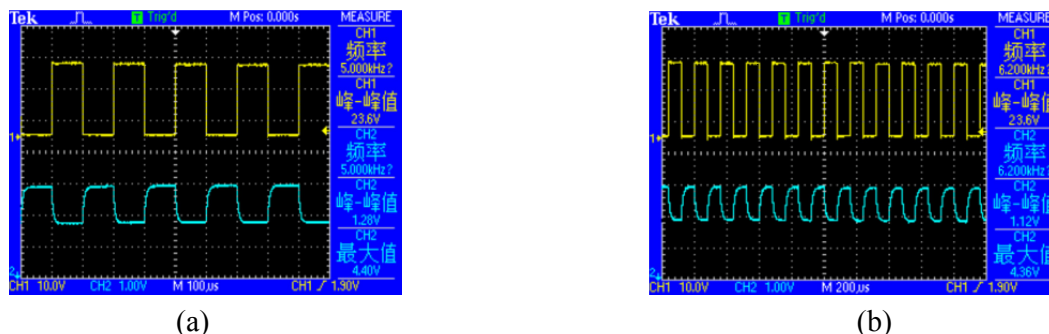 Tek T Trig'd M Pos: 0.000s MEASURE
CH1
频率
5.000kHz?
CH1
峰-峰值
23.6V
CH2
频率
5.000kHz?
CH2
峰-峰值
1.28V
CH2
最大值
4.40V
1
2
CH1 10.0V CH2 1.00V M 100µs CH1 1.90V
(a)
Tek T Trig'd M Pos: 0.000s MEASURE
CH1
频率
6.200kHz?
CH1
峰-峰值
23.6V
CH2
频率
6.200kHz?
CH2
峰-峰值
1.12V
CH2
最大值
4.36V
1
2
CH1 10.0V CH2 1.00V M 200µs CH1 1.90V
(b)